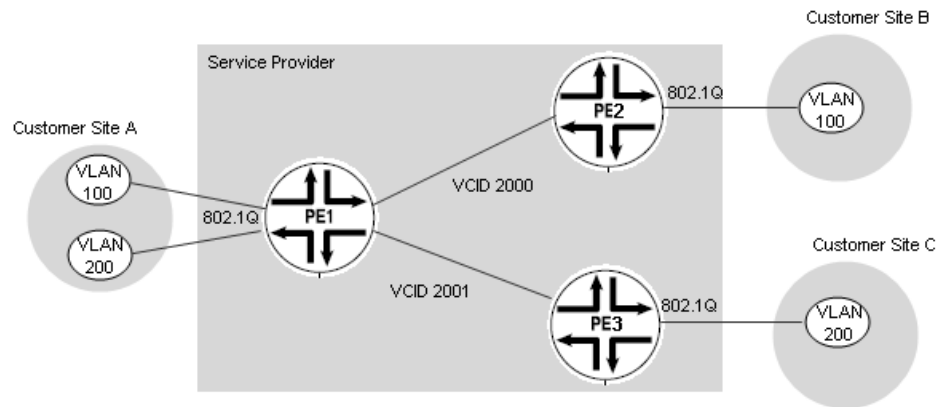 Customer Site B
Service Provider
802.1Q
PE2
VLAN
100
Customer Site A
VLAN
100
VCID 2000
802.1Q
PE1
VLAN
200
Customer Site C
VCID 2001
802.1Q
PE3
VLAN
200